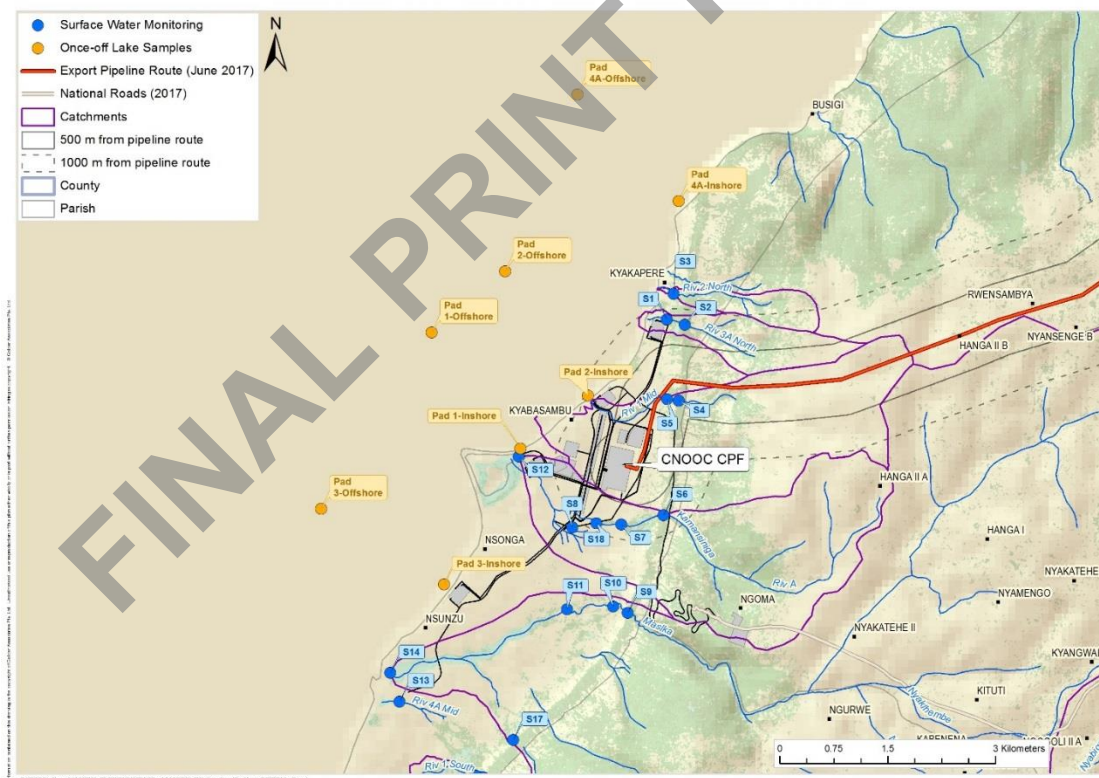 Surface Water Monitoring
Once-off Lake Samples
Export Pipeline Route (June 2017)
National Roads (2017)
Catchments
500 m from pipeline route
1000 m from pipeline route
County
Parish
N
FINAL PRINT
Pad
4A-Offshore
BUSIGI
Pad
4A-Inshore
Pad
2-Offshore
S3
KYAKAPERE
Riv 2 North
S1
S2
RWENSAMBYA
Pad
1-Offshore
Riv 3A North
NYANSENGE B
HANGA II B
Pad 2-Inshore
KYABASAMBU
Riv 1 Mid
S5
S4
Pad 1-Inshore
CNOOC CPF
S12
HANGA II A
Pad
3-Offshore
S6
S8
Kamansiniga
S18
S7
HANGA I
NSONGA
Pad 3-Inshore
Riv A
NYAKATEHE
S11
S10
S9
NGOMA
NYAMENGO
NSUNZU
Masika
NYAKATEHE II
S14
KYANGWA
S13
Riv 4A Mid
Nyakihembe
KITUTI
NGURWE
S17
KABENENA
Riv 1 South
0 0.75 1.5 3 Kilometers